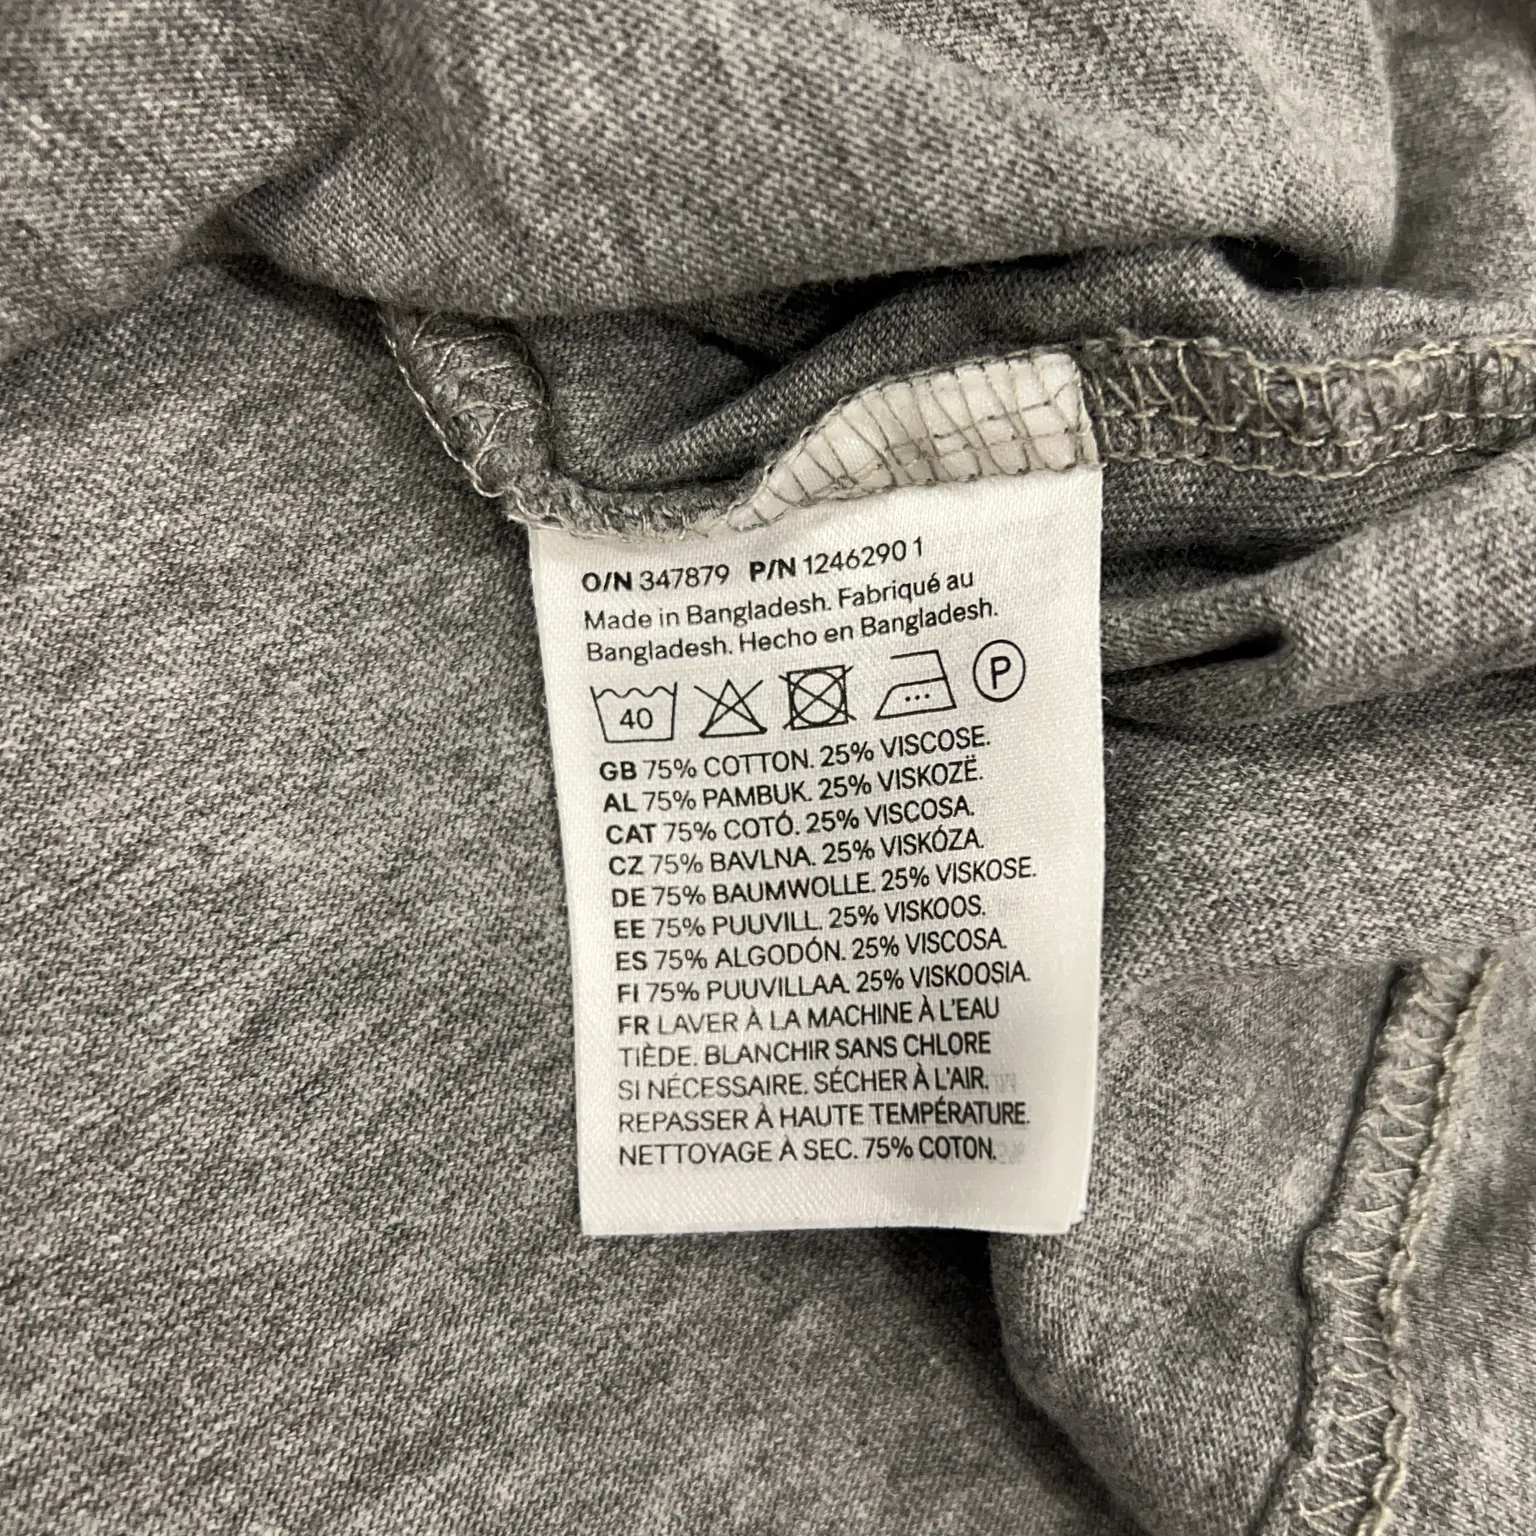 O/N 347879 P/N 1246290 1
Made in Bangladesh. Fabriqué au
Bangladesh. Hecho en Bangladesh.
40 P
GB 75% COTTON. 25% VISCOSE.
AL 75% PAMBUK. 25% VISKOZË.
CAT 75% COTÓ. 25% VISCOSA.
CZ 75% BAVLNA. 25% VISKÓZA.
DE 75% BAUMWOLLE. 25% VISKOSE.
EE 75% PUUVILL. 25% VISKOOS.
ES 75% ALGODÓN. 25% VISCOSA.
FI 75% PUUVILLAA. 25% VISKOOSIA.
FR LAVER À LA MACHINE À L'EAU
TIÈDE. BLANCHIR SANS CHLORE
SI NÉCESSAIRE. SÉCHER À L'AIR.
REPASSER À HAUTE TEMPÉRATURE.
NETTOYAGE À SEC. 75% COTON.